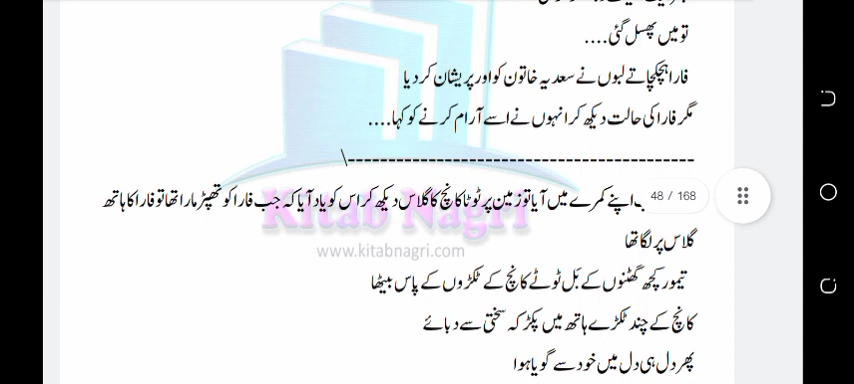 تو میں پھسل گئی....
فارا ہچکچاتے لبوں نے سعدیہ خاتون کو اور پریشان کر دیا
مگر فارا کی حالت دیکھ کر انہوں نے اسے آرام کرنے کو کہا....
\-------------------------------------------
اپنے کمرے میں آیا تو زمین پر ٹوٹا کانچ کا گلاس دیکھ کر اس کو یاد آیا کہ جب فارا کو تھپڑ مارا تھا تو فارا کا ہاتھ
48 / 168
گلاس پر لگا تھا
Kitab Nagri
www.kitabnagri.com
تیمور کچھ گھٹنوں کے بَل ٹوٹے کانچ کے ٹکڑوں کے پاس بیٹھا
کانچ کے چند ٹکڑے ہاتھ میں پکڑ کہ سختی سے دبائے
پھر دل ہی دل میں خود سے گویا ہوا